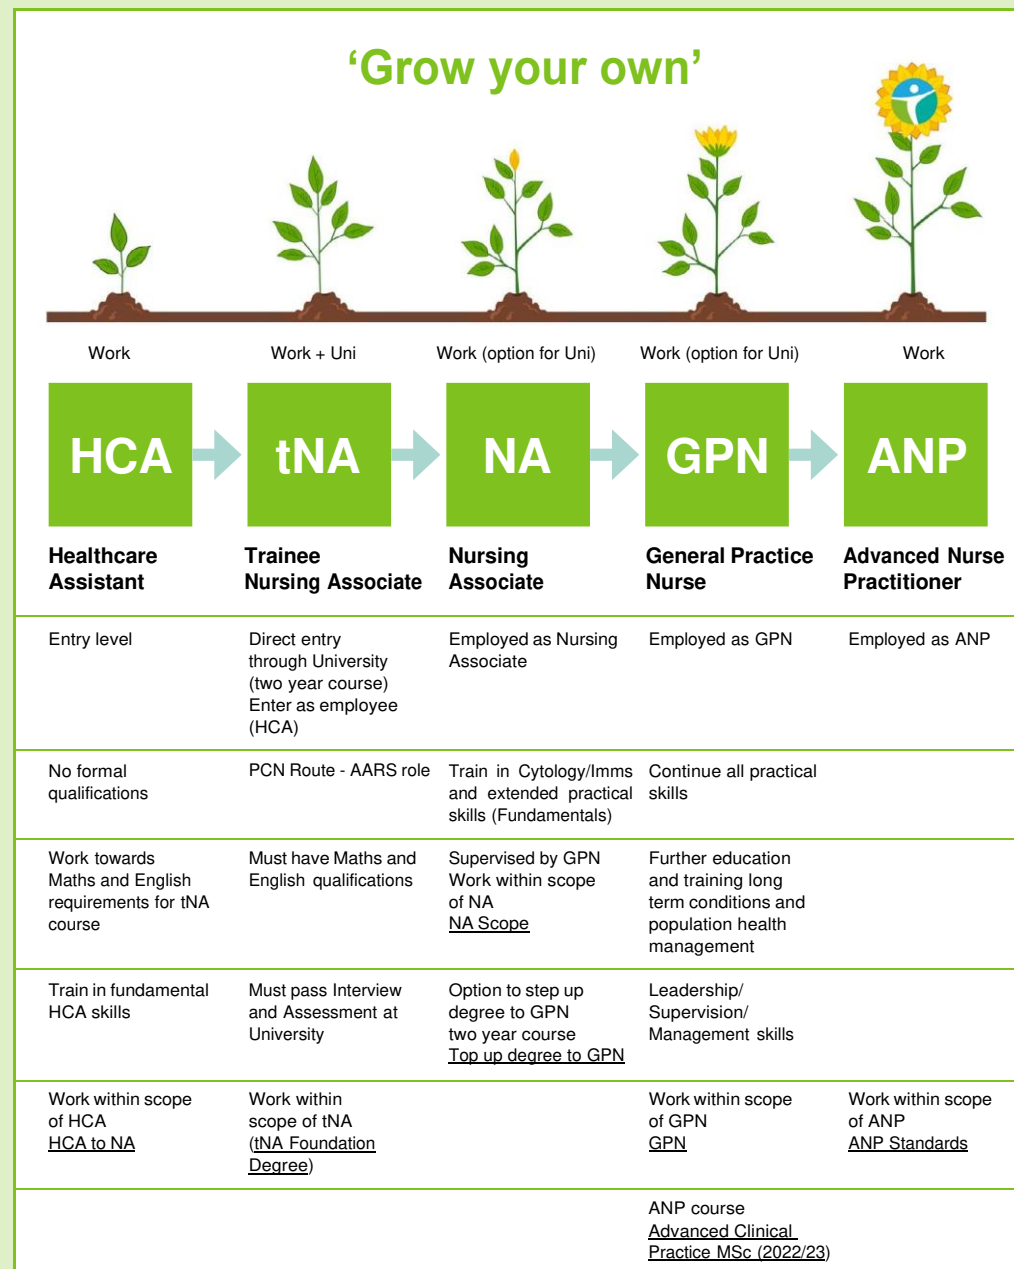 ‘Grow your own’
Work
Work + Uni
Work (option for Uni)
Work (option for Uni)
Work
HCA
tNA
NA
GPN
ANP
Healthcare
Assistant
Trainee
Nursing Associate
Nursing
Associate
General Practice
Nurse
Advanced Nurse
Practitioner
Entry level
Direct entry
through University
(two year course)
Enter as employee
(HCA)
Employed as Nursing
Associate
Employed as GPN
Employed as ANP
No formal
qualifications
PCN Route - AARS role
Train in Cytology/Imms
and extended practical
skills (Fundamentals)
Continue all practical
skills
Work towards
Maths and English
requirements for tNA
course
Must have Maths and
English qualifications
Supervised by GPN
Work within scope
of NA
NA Scope
Further education
and training long
term conditions and
population health
management
Train in fundamental
HCA skills
Must pass Interview
and Assessment at
University
Option to step up
degree to GPN
two year course
Top up degree to GPN
Leadership/
Supervision/
Management skills
Work within scope
of HCA
HCA to NA
Work within
scope of tNA
(tNA Foundation
Degree)
Work within scope
of GPN
GPN
Work within scope
of ANP
ANP Standards
ANP course
Advanced Clinical
Practice MSc (2022/23)